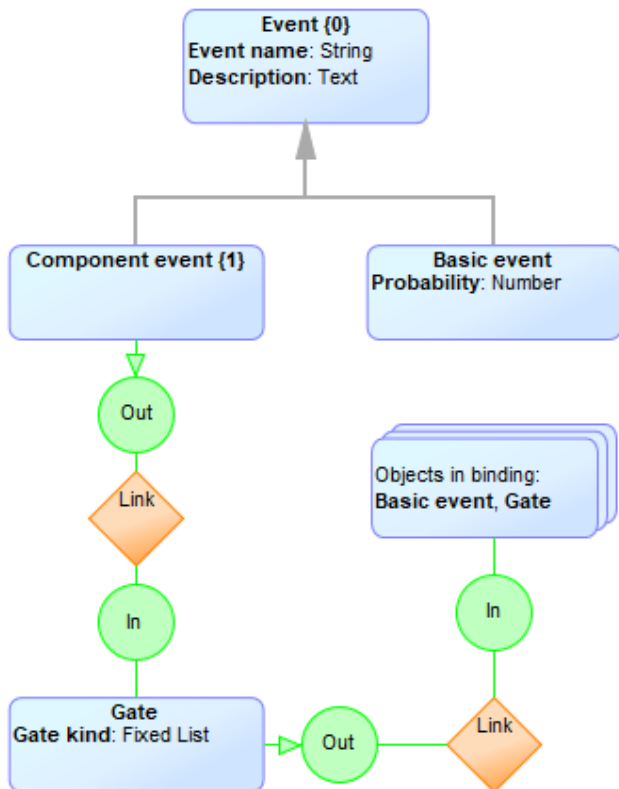 Event {0}
Event name: String
Description: Text
Component event {1}
Basic event
Probability: Number
Out
Link
In
Objects in binding:
Basic event, Gate
In
Gate
Gate kind: Fixed List
Out
Link